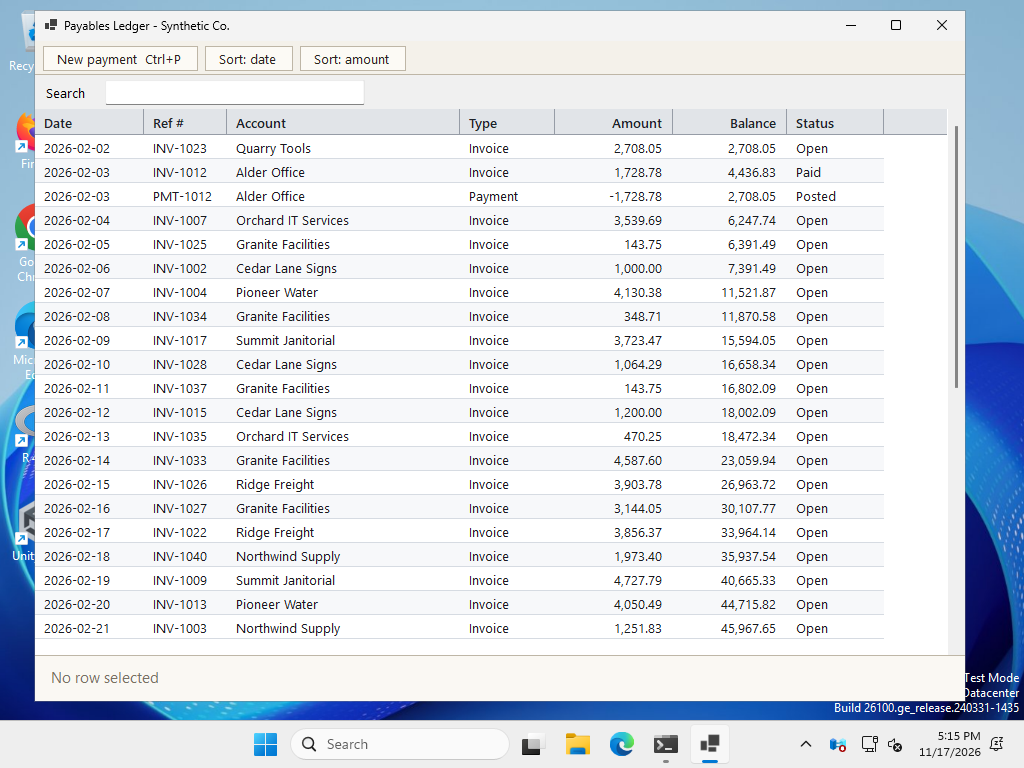 Payables Ledger - Synthetic Co.
New payment Ctrl+P Sort: date Sort: amount
Search
Date Ref # Account Type Amount Balance Status
2026-02-02 INV-1023 Quarry Tools Invoice 2,708.05 2,708.05 Open
2026-02-03 INV-1012 Alder Office Invoice 1,728.78 4,436.83 Paid
2026-02-03 PMT-1012 Alder Office Payment -1,728.78 2,708.05 Posted
2026-02-04 INV-1007 Orchard IT Services Invoice 3,539.69 6,247.74 Open
2026-02-05 INV-1025 Granite Facilities Invoice 143.75 6,391.49 Open
2026-02-06 INV-1002 Cedar Lane Signs Invoice 1,000.00 7,391.49 Open
2026-02-07 INV-1004 Pioneer Water Invoice 4,130.38 11,521.87 Open
2026-02-08 INV-1034 Granite Facilities Invoice 348.71 11,870.58 Open
2026-02-09 INV-1017 Summit Janitorial Invoice 3,723.47 15,594.05 Open
2026-02-10 INV-1028 Cedar Lane Signs Invoice 1,064.29 16,658.34 Open
2026-02-11 INV-1037 Granite Facilities Invoice 143.75 16,802.09 Open
2026-02-12 INV-1015 Cedar Lane Signs Invoice 1,200.00 18,002.09 Open
2026-02-13 INV-1035 Orchard IT Services Invoice 470.25 18,472.34 Open
2026-02-14 INV-1033 Granite Facilities Invoice 4,587.60 23,059.94 Open
2026-02-15 INV-1026 Ridge Freight Invoice 3,903.78 26,963.72 Open
2026-02-16 INV-1027 Granite Facilities Invoice 3,144.05 30,107.77 Open
2026-02-17 INV-1022 Ridge Freight Invoice 3,856.37 33,964.14 Open
2026-02-18 INV-1040 Northwind Supply Invoice 1,973.40 35,937.54 Open
2026-02-19 INV-1009 Summit Janitorial Invoice 4,727.79 40,665.33 Open
2026-02-20 INV-1013 Pioneer Water Invoice 4,050.49 44,715.82 Open
2026-02-21 INV-1003 Northwind Supply Invoice 1,251.83 45,967.65 Open
No row selected
Recy
Fir
Go
Chr
Mic
Ed
R-
Unit
Test Mode
Datacenter
Build 26100.ge_release.240331-1435
Search
5:15 PM
11/17/2026